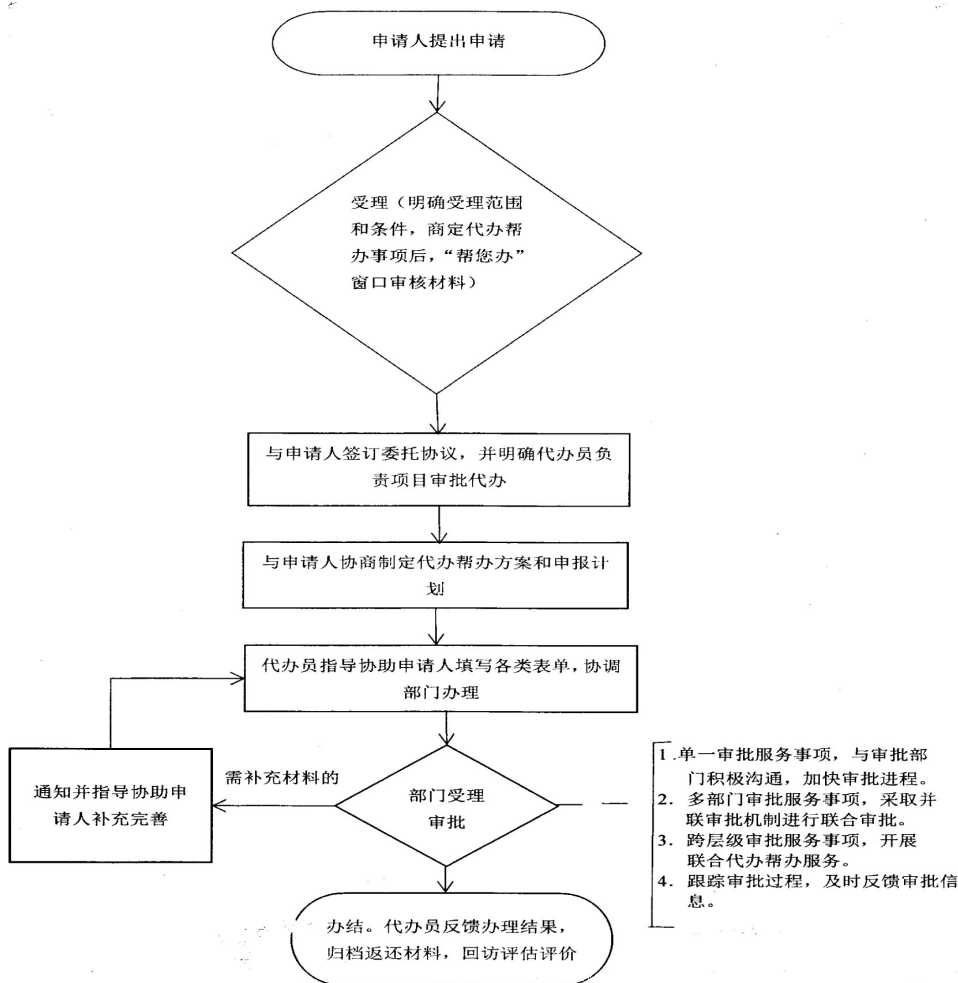 申请人提出申请
受理（明确受理范围
和条件，商定代办帮
办事项后，“帮您办”
窗口审核材料）
与申请人签订委托协议，并明确代办员负
责项目审批代办
与申请人协商制定代办帮办方案和申报计
划
代办员指导协助申请人填写各类表单，协调
部门办理
需补充材料的
通知并指导协助申
请人补充完善
部门受理
审批
1.单一审批服务事项，与审批部
门积极沟通，加快审批进程。
2. 多部门审批服务事项，采取并
联审批机制进行联合审批。
3. 跨层级审批服务事项，开展
联合代办帮办服务。
4. 跟踪审批过程，及时反馈审批信
息。
办结。代办员反馈办理结果，
归档返还材料，回访评估评价